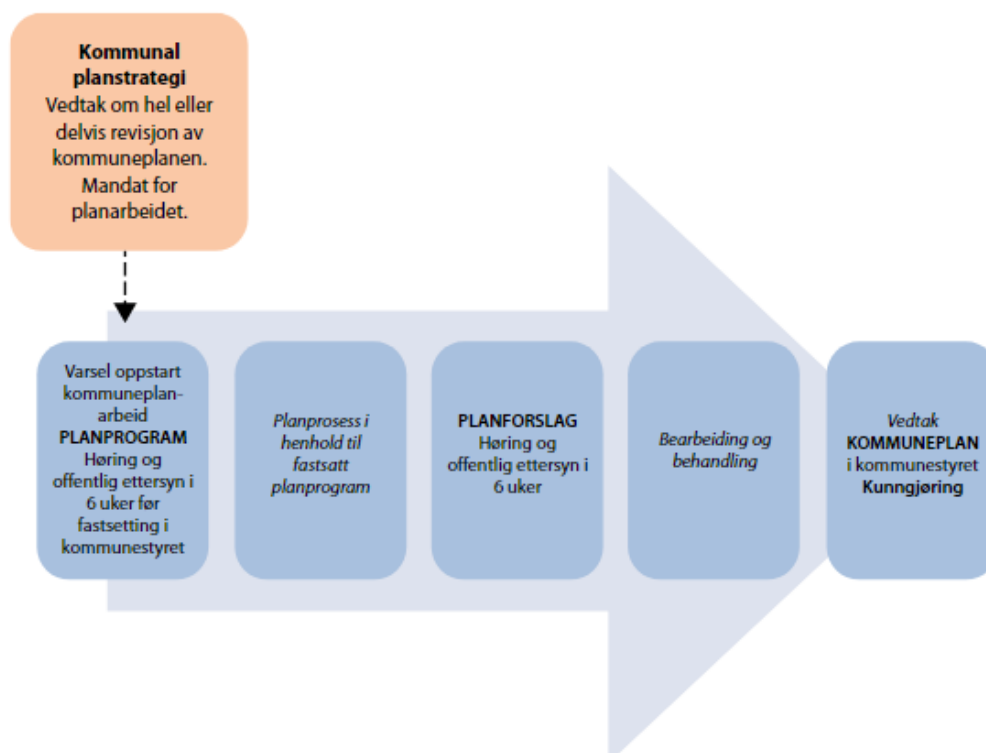 Kommunal
planstrategi
Vedtak om hel eller
delvis revisjon av
kommuneplanen.
Mandat for
planarbeidet.
Varsel oppstart
kommuneplan-
arbeid
PLANPROGRAM
Høring og
offentlig ettersyn i
6 uker før
fastsetting i
kommunestyret
Planprosess i
henhold til
fastsatt
planprogram
PLANFORSLAG
Høring og
offentlig ettersyn i
6 uker
Bearbeiding og
behandling
Vedtak
KOMMUNEPLAN
i kommunestyret
Kunngjøring